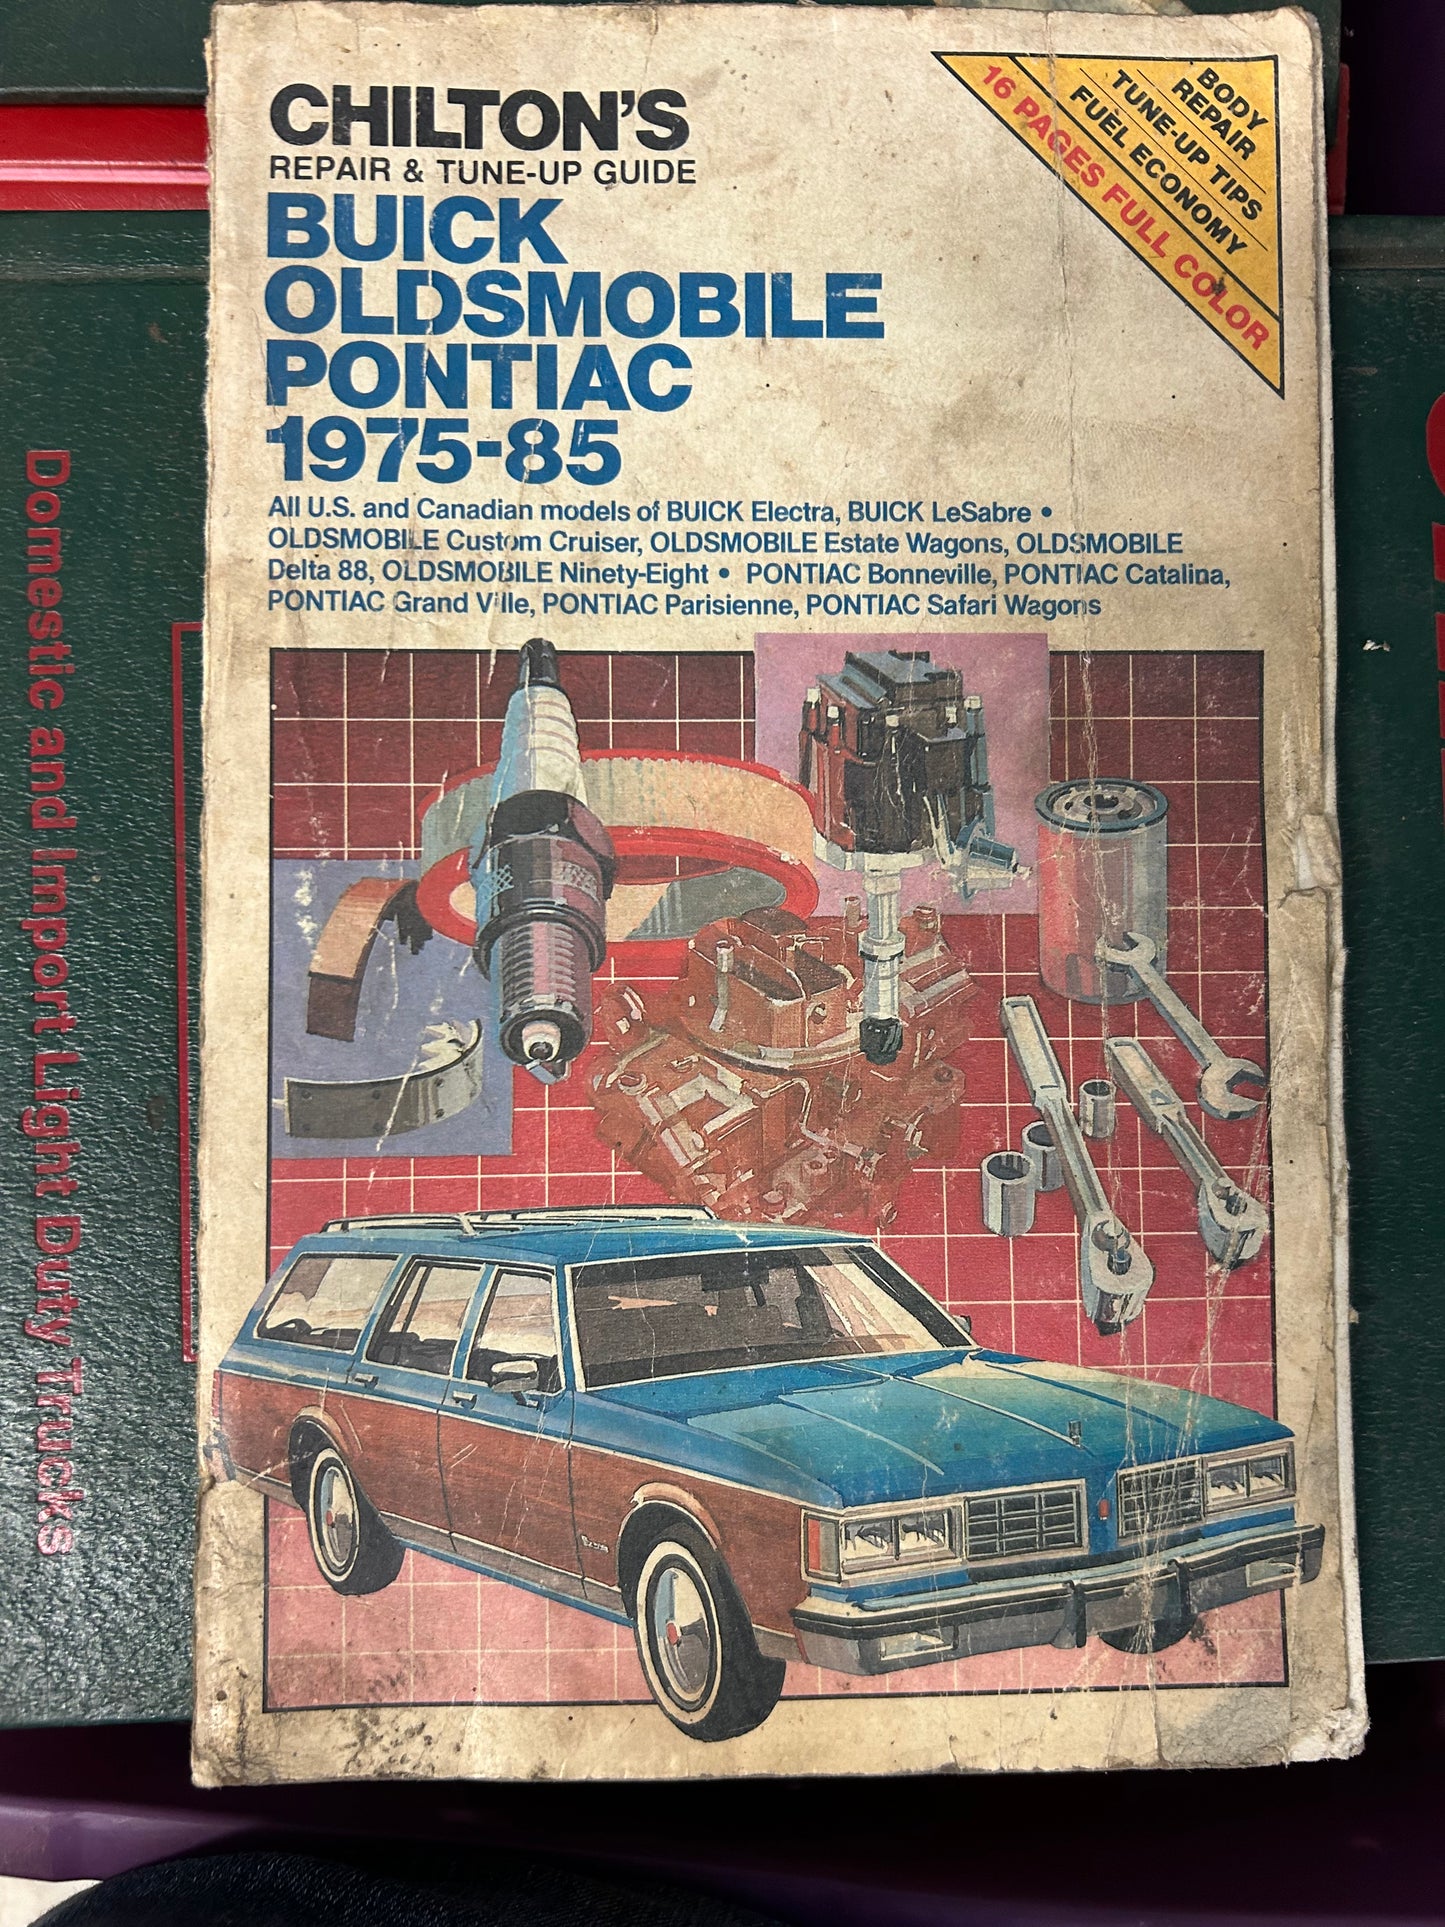 CHILTON'S
REPAIR & TUNE-UP GUIDE
BUICK
OLDSMOBILE
PONTIAC
1975-85
All U.S. and Canadian models of BUICK Electra, BUICK LeSabre •
OLDSMOBILE Custom Cruiser, OLDSMOBILE Estate Wagons, OLDSMOBILE
Delta 88, OLDSMOBILE Ninety-Eight • PONTIAC Bonneville, PONTIAC Catalina,
PONTIAC Grand Ville, PONTIAC Parisienne, PONTIAC Safari Wagons
BODY
REPAIR
TUNE-UP TIPS
FUEL ECONOMY
16 PAGES FULL COLOR
Domestic and Import Light Duty Trucks